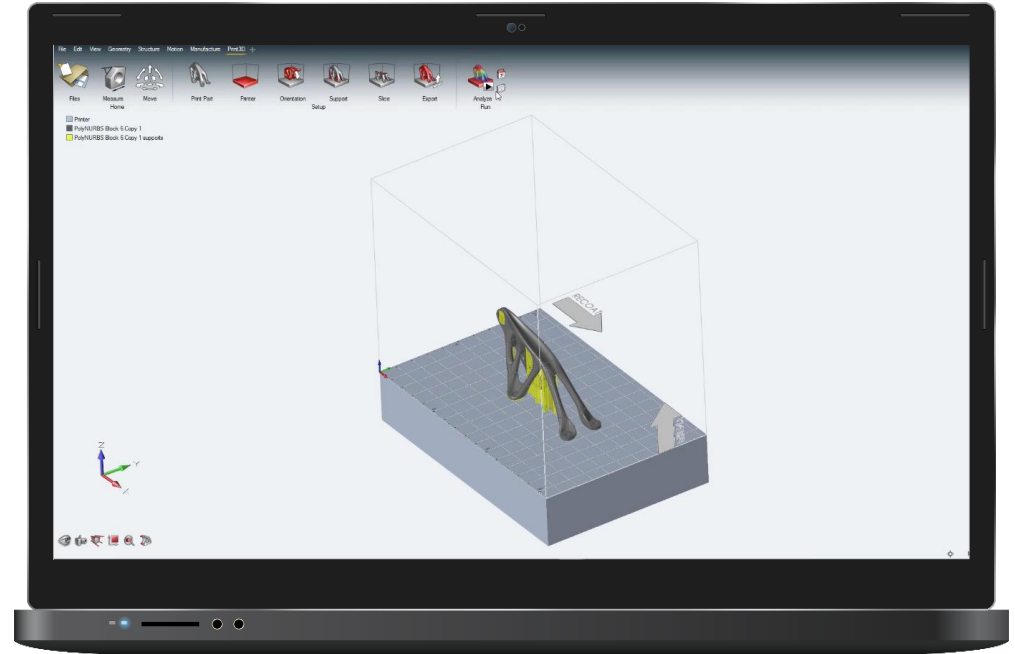 File Edit View Geometry Structure Motion Manufacture Print3D +
Files Measure Move Print Part Printer Orientation Support Slice Export Analyze
Home Setup Run
Printer
PolyNURBS Block 6 Copy 1
PolyNURBS Block 6 Copy 1 supports
RECOAT
Z
Y
X